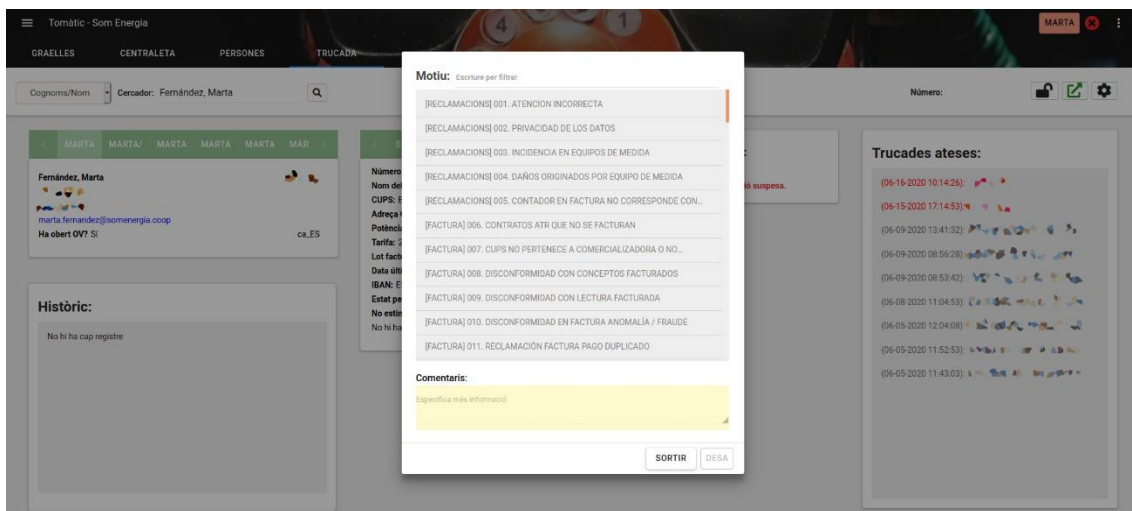 Tomàtic - Som Energia
MARTA
GRAELLES CENTRALETA PERSONES TRUCADA
Cognoms/Nom Cercador: Fernández, Marta
Número:
MARTA MARTA/ MARTA MARTA MARTA MAR
Fernández, Marta
marta.fernandez@somenergia.coop
Ha obert OV? Sí ca_ES
Històric:
No hi ha cap registre
0
Número
Nom del
CUPS: E
Adreça
Potènci
Tarifa: 2
Lot fact
Data últi
IBAN: E
Estat pe
No estin
No hi ha
Motiu: Escriure per filtrar
[RECLAMACIONS] 001. ATENCION INCORRECTA
[RECLAMACIONS] 002. PRIVACIDAD DE LOS DATOS
[RECLAMACIONS] 003. INCIDENCIA EN EQUIPOS DE MEDIDA
[RECLAMACIONS] 004. DAÑOS ORIGINADOS POR EQUIPO DE MEDIDA
[RECLAMACIONS] 005. CONTADOR EN FACTURA NO CORRESPONDE CON...
[FACTURA] 006. CONTRATOS ATR QUE NO SE FACTURAN
[FACTURA] 007. CUPS NO PERTENECE A COMERCIALIZADORA O NO...
[FACTURA] 008. DISCONFORMIDAD CON CONCEPTOS FACTURADOS
[FACTURA] 009. DISCONFORMIDAD CON LECTURA FACTURADA
[FACTURA] 010. DISCONFORMIDAD EN FACTURA ANOMALÍA / FRAUDE
[FACTURA] 011. RECLAMACIÓN FACTURA PAGO DUPLICADO
Comentaris:
Especifica més informació
SORTIR DESA
:
ió suspesa.
Trucades ateses:
(06-16-2020 10:14:26):
(06-15-2020 17:14:53):
(06-09-2020 13:41:32):
(06-09-2020 08:56:28):
(06-09-2020 08:53:42):
(06-08-2020 11:04:53):
(06-05-2020 12:04:08):
(06-05-2020 11:52:53):
(06-05-2020 11:43:03):